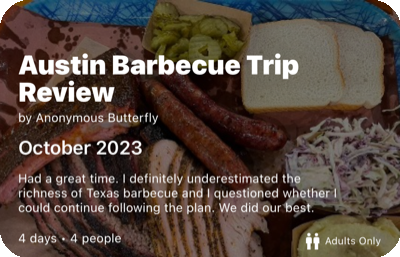 Austin Barbecue Trip
Review
by Anonymous Butterfly
October 2023
Had a great time. I definitely underestimated the
richness of Texas barbecue and I questioned whether I
could continue following the plan. We did our best.
4 days • 4 people
Adults Only